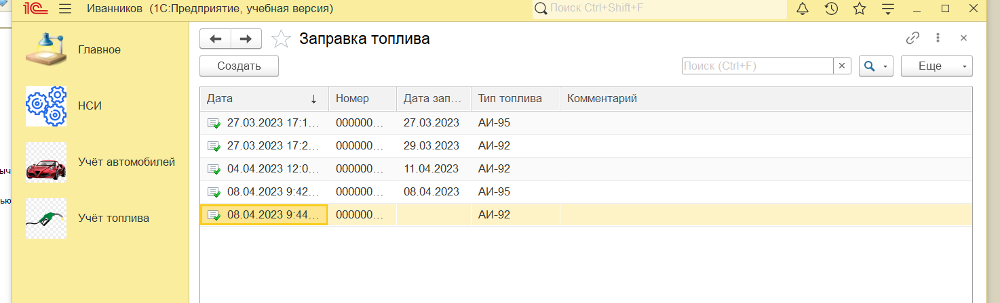 1С Иванников (1С:Предприятие, учебная версия) Поиск Ctrl+Shift+F
Главное
НСИ
Учёт автомобилей
Учёт топлива
Заправка топлива
Создать Поиск (Ctrl+F) × Еще
Дата ↓ Номер Дата зап... Тип топлива Комментарий
27.03.2023 17:1... 000000... 27.03.2023 АИ-95
27.03.2023 17:2... 000000... 29.03.2023 АИ-92
04.04.2023 12:0... 000000... 11.04.2023 АИ-92
08.04.2023 9:42... 000000... 08.04.2023 АИ-95
08.04.2023 9:44... 000000... АИ-92
ыч
ью